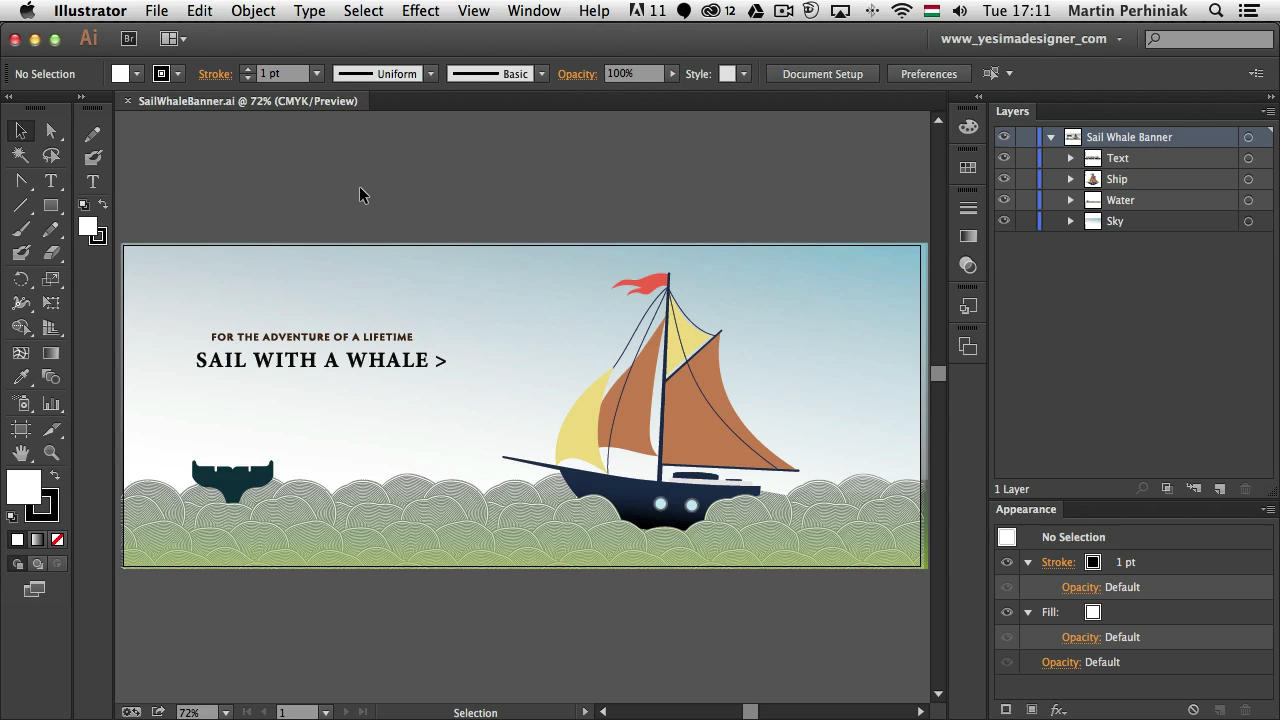 Illustrator File Edit Object Type Select Effect View Window Help 11 12 Tue 17:11 Martin Perhiniak
Ai Br www_yesimadesigner_com
No Selection Stroke: 1 pt Uniform Basic Opacity: 100% Style: Document Setup Preferences
SailWhaleBanner.ai @ 72% (CMYK/Preview)
Layers
Sail Whale Banner
Text
Ship
Water
Sky
FOR THE ADVENTURE OF A LIFETIME
SAIL WITH A WHALE >
1 Layer
Appearance
No Selection
Stroke: 1 pt
Opacity: Default
Fill:
Opacity: Default
Opacity: Default
fx
72% 1 Selection